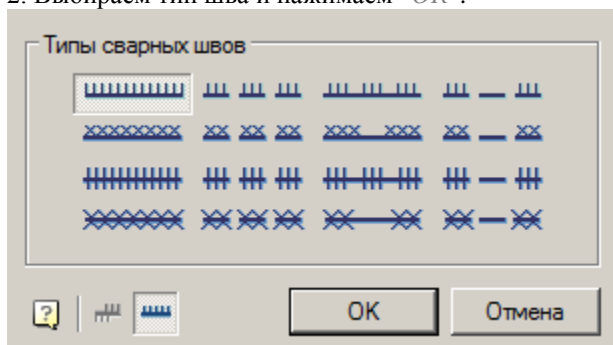 2. Выбираем тип шва и нажимаем "OK".
Типы сварных швов
OK
Отмена